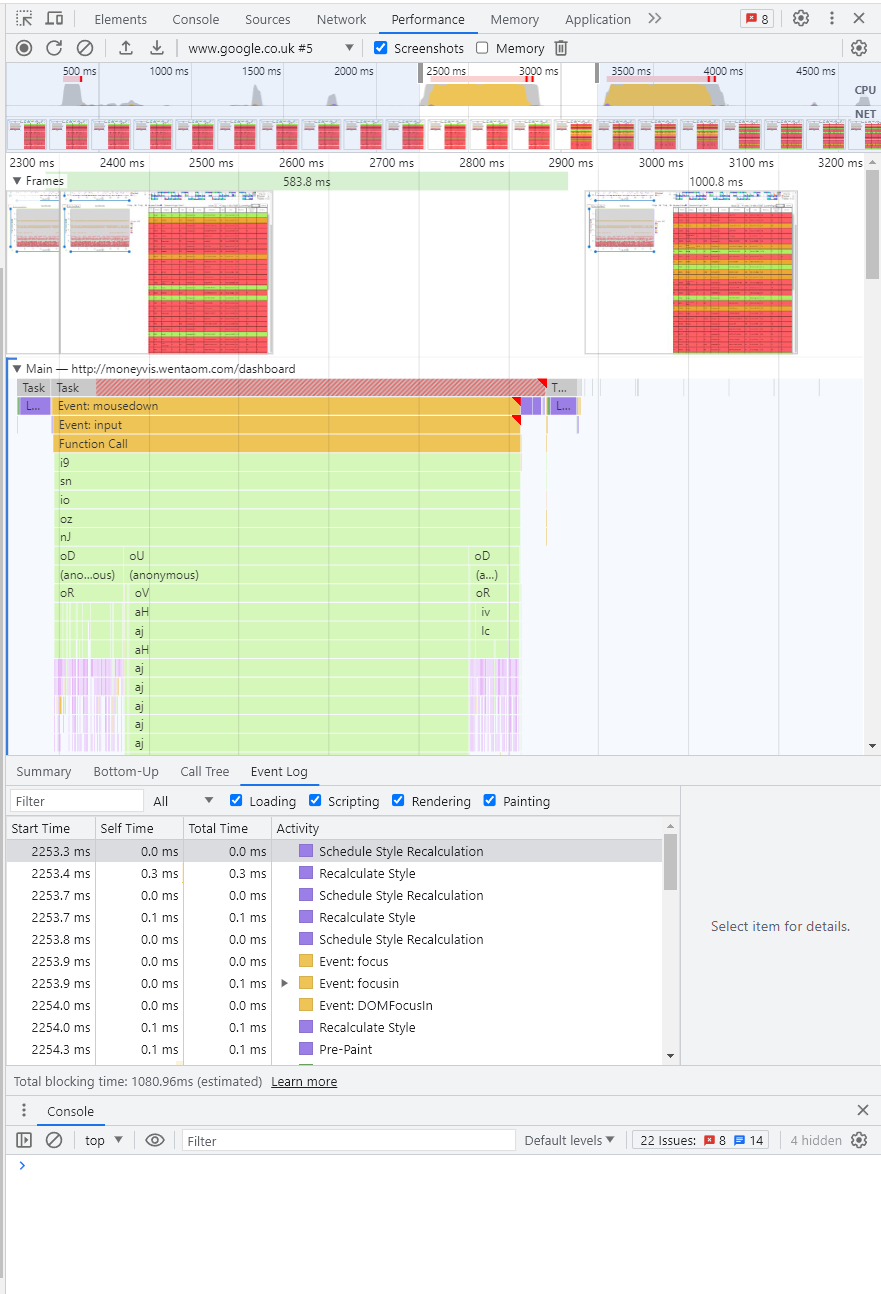 Elements Console Sources Network Performance Memory Application 8
www.google.co.uk #5 Screenshots Memory
500 ms 1000 ms 1500 ms 2000 ms 2500 ms 3000 ms 3500 ms 4000 ms 4500 ms
CPU
NET
2300 ms 2400 ms 2500 ms 2600 ms 2700 ms 2800 ms 2900 ms 3000 ms 3100 ms 3200 ms
Frames 583.8 ms 1000.8 ms
Main — http://moneyvis.wentaom.com/dashboard
Task Task T...
L... Event: mousedown L...
Event: input
Function Call
i9
sn
io
oz
nJ
oD oU oD
(ano...ous) (anonymous) (a...)
oR oV oR
aH iv
aj lc
aH
aj
aj
aj
aj
aj
Summary Bottom-Up Call Tree Event Log
Filter All Loading Scripting Rendering Painting
Start Time Self Time Total Time Activity
2253.3 ms 0.0 ms 0.0 ms Schedule Style Recalculation
2253.4 ms 0.3 ms 0.3 ms Recalculate Style
2253.7 ms 0.0 ms 0.0 ms Schedule Style Recalculation
2253.7 ms 0.1 ms 0.1 ms Recalculate Style
2253.8 ms 0.0 ms 0.0 ms Schedule Style Recalculation
2253.9 ms 0.0 ms 0.0 ms Event: focus
2253.9 ms 0.0 ms 0.1 ms Event: focusin
2254.0 ms 0.0 ms 0.0 ms Event: DOMFocusIn
2254.0 ms 0.1 ms 0.1 ms Recalculate Style
2254.3 ms 0.1 ms 0.1 ms Pre-Paint
Select item for details.
Total blocking time: 1080.96ms (estimated) Learn more
Console
top Filter Default levels 22 Issues: 8 14 4 hidden